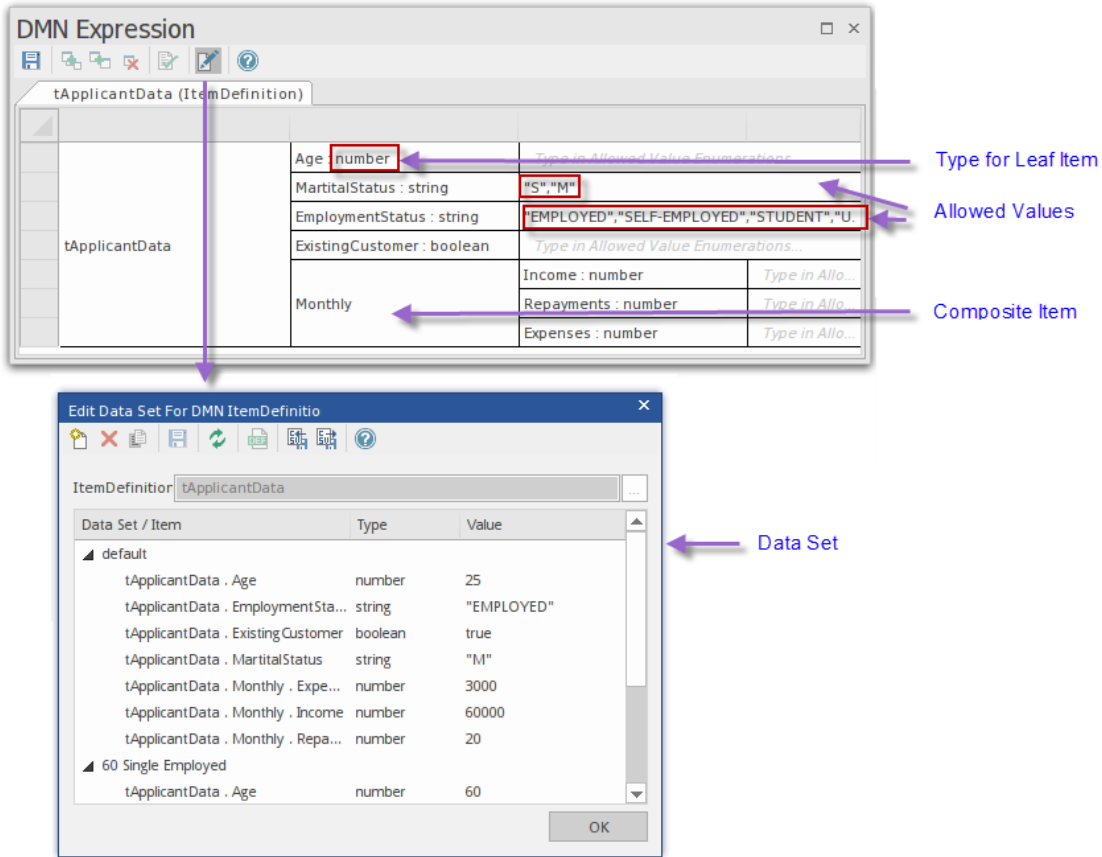 DMN Expression
tApplicantData (ItemDefinition)
Age : number
Type in Allowed Value Enumerations...
Type for Leaf Item
MartitalStatus : string
"S","M"
Allowed Values
EmploymentStatus : string
"EMPLOYED","SELF-EMPLOYED","STUDENT","U.
tApplicantData
ExistingCustomer : boolean
Type in Allowed Value Enumerations...
Monthly
Income : number
Type in Allo...
Repayments : number
Type in Allo...
Composite Item
Expenses : number
Type in Allo...
Edit Data Set For DMN ItemDefinitio
ItemDefinition tApplicantData ...
Data Set / Item Type Value
Data Set
default
tApplicantData . Age number 25
tApplicantData . EmploymentSta... string "EMPLOYED"
tApplicantData . ExistingCustomer boolean true
tApplicantData . MartitalStatus string "M"
tApplicantData . Monthly . Expe... number 3000
tApplicantData . Monthly . Income number 60000
tApplicantData . Monthly . Repa... number 20
60 Single Employed
tApplicantData . Age number 60
OK